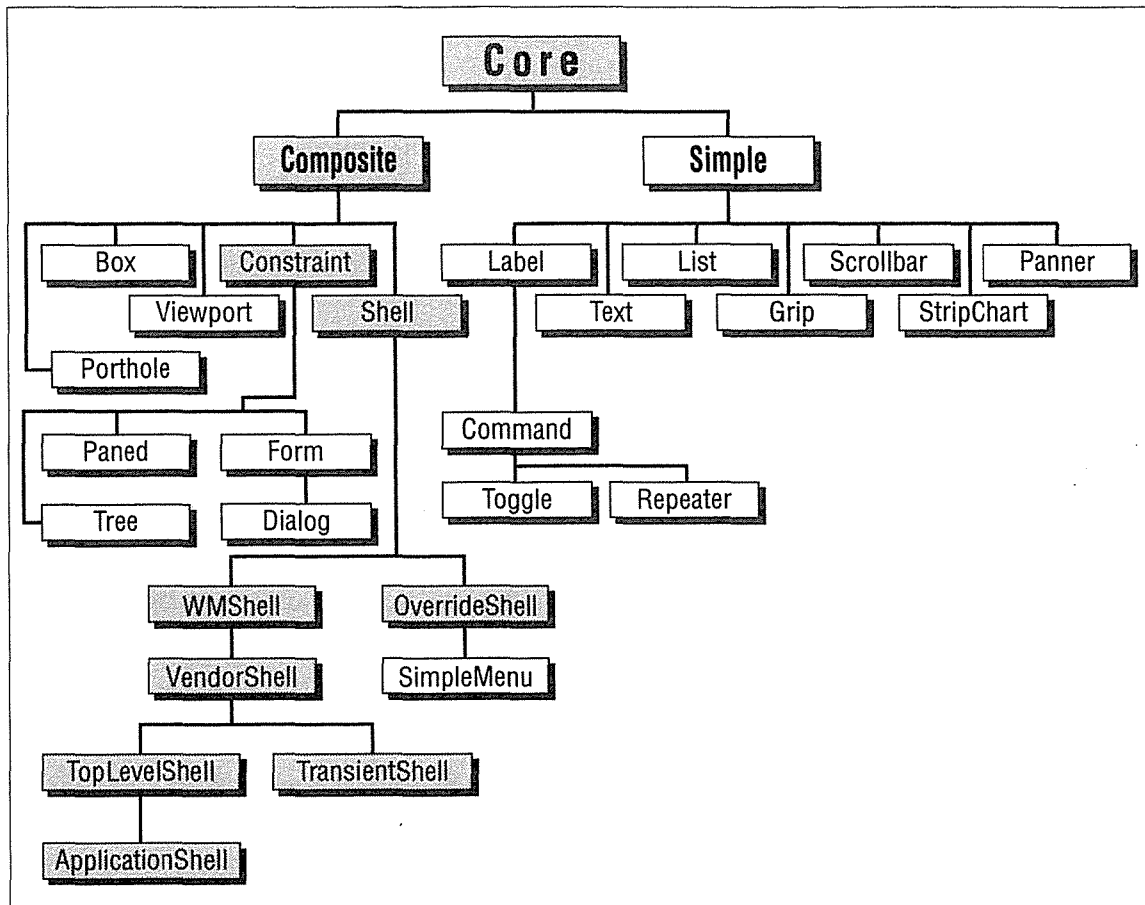 Core
Composite
Simple
Box
Constraint
Label
List
Scrollbar
Panner
Viewport
Shell
Text
Grip
StripChart
Porthole
Command
Paned
Form
Toggle
Repeater
Tree
Dialog
WMShell
OverrideShell
VendorShell
SimpleMenu
TopLevelShell
TransientShell
ApplicationShell